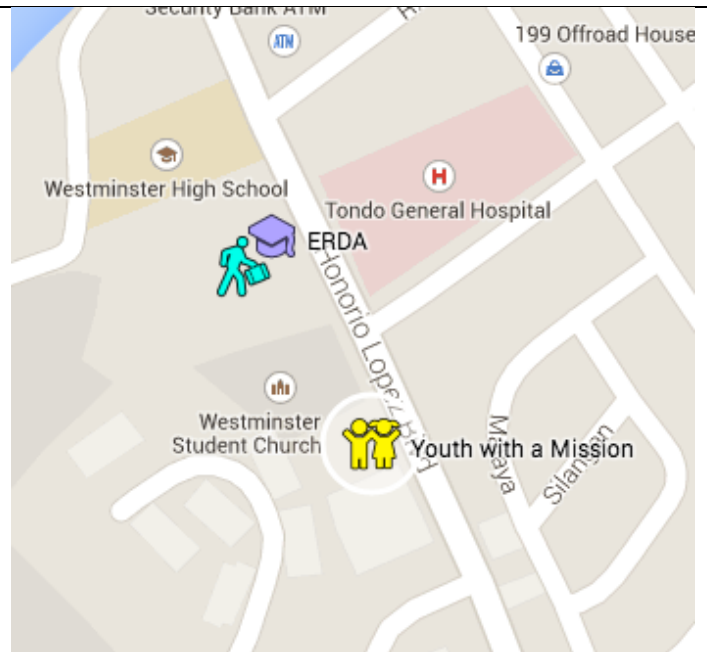 Security Bank ATM
ATM
199 Offroad House
Westminster High School
H
Tondo General Hospital
ERDA
Honorio Lopez Blvd
Westminster
Student Church
Youth with a Mission
Malaya
Silangan